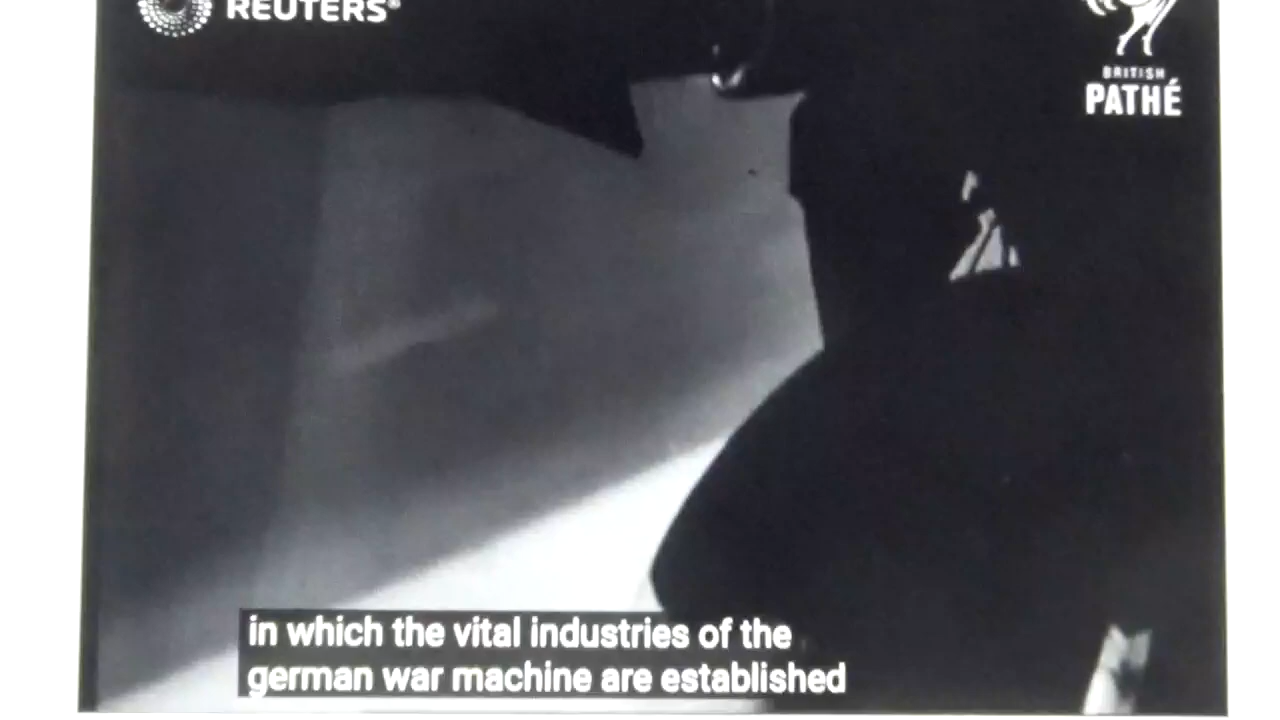 REUTERS®
BRITISH
PATHÉ
in which the vital industries of the
german war machine are established